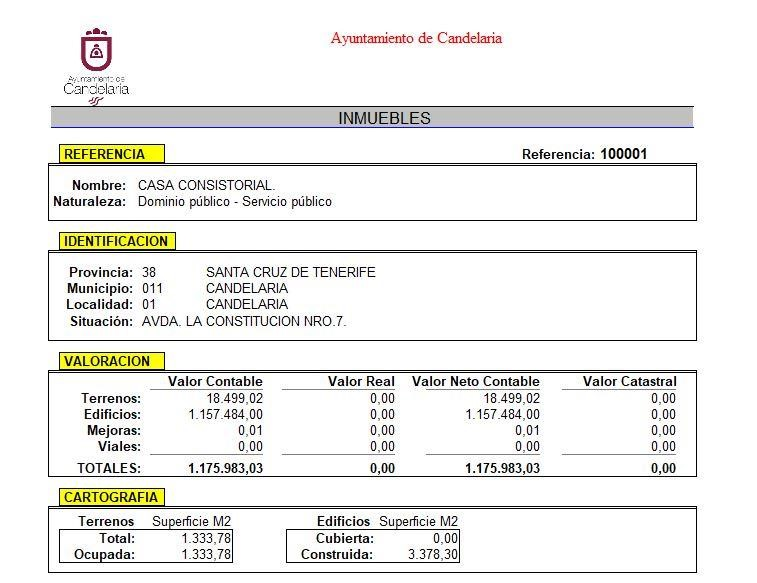 Ayuntamiento de Candelaria
Ayuntamiento de
Candelaria
INMUEBLES
REFERENCIA Referencia: 100001
Nombre: CASA CONSISTORIAL.
Naturaleza: Dominio público - Servicio público
IDENTIFICACION
Provincia: 38 SANTA CRUZ DE TENERIFE
Municipio: 011 CANDELARIA
Localidad: 01 CANDELARIA
Situación: AVDA. LA CONSTITUCION NRO.7.
VALORACION
Valor Contable Valor Real Valor Neto Contable Valor Catastral
Terrenos: 18.499,02 0,00 18.499,02 0,00
Edificios: 1.157.484,00 0,00 1.157.484,00 0,00
Mejoras: 0,01 0,00 0,01 0,00
Viales: 0,00 0,00 0,00 0,00
TOTALES: 1.175.983,03 0,00 1.175.983,03 0,00
CARTOGRAFIA
Terrenos Superficie M2 Edificios Superficie M2
Total: 1.333,78 Cubierta: 0,00
Ocupada: 1.333,78 Construida: 3.378,30